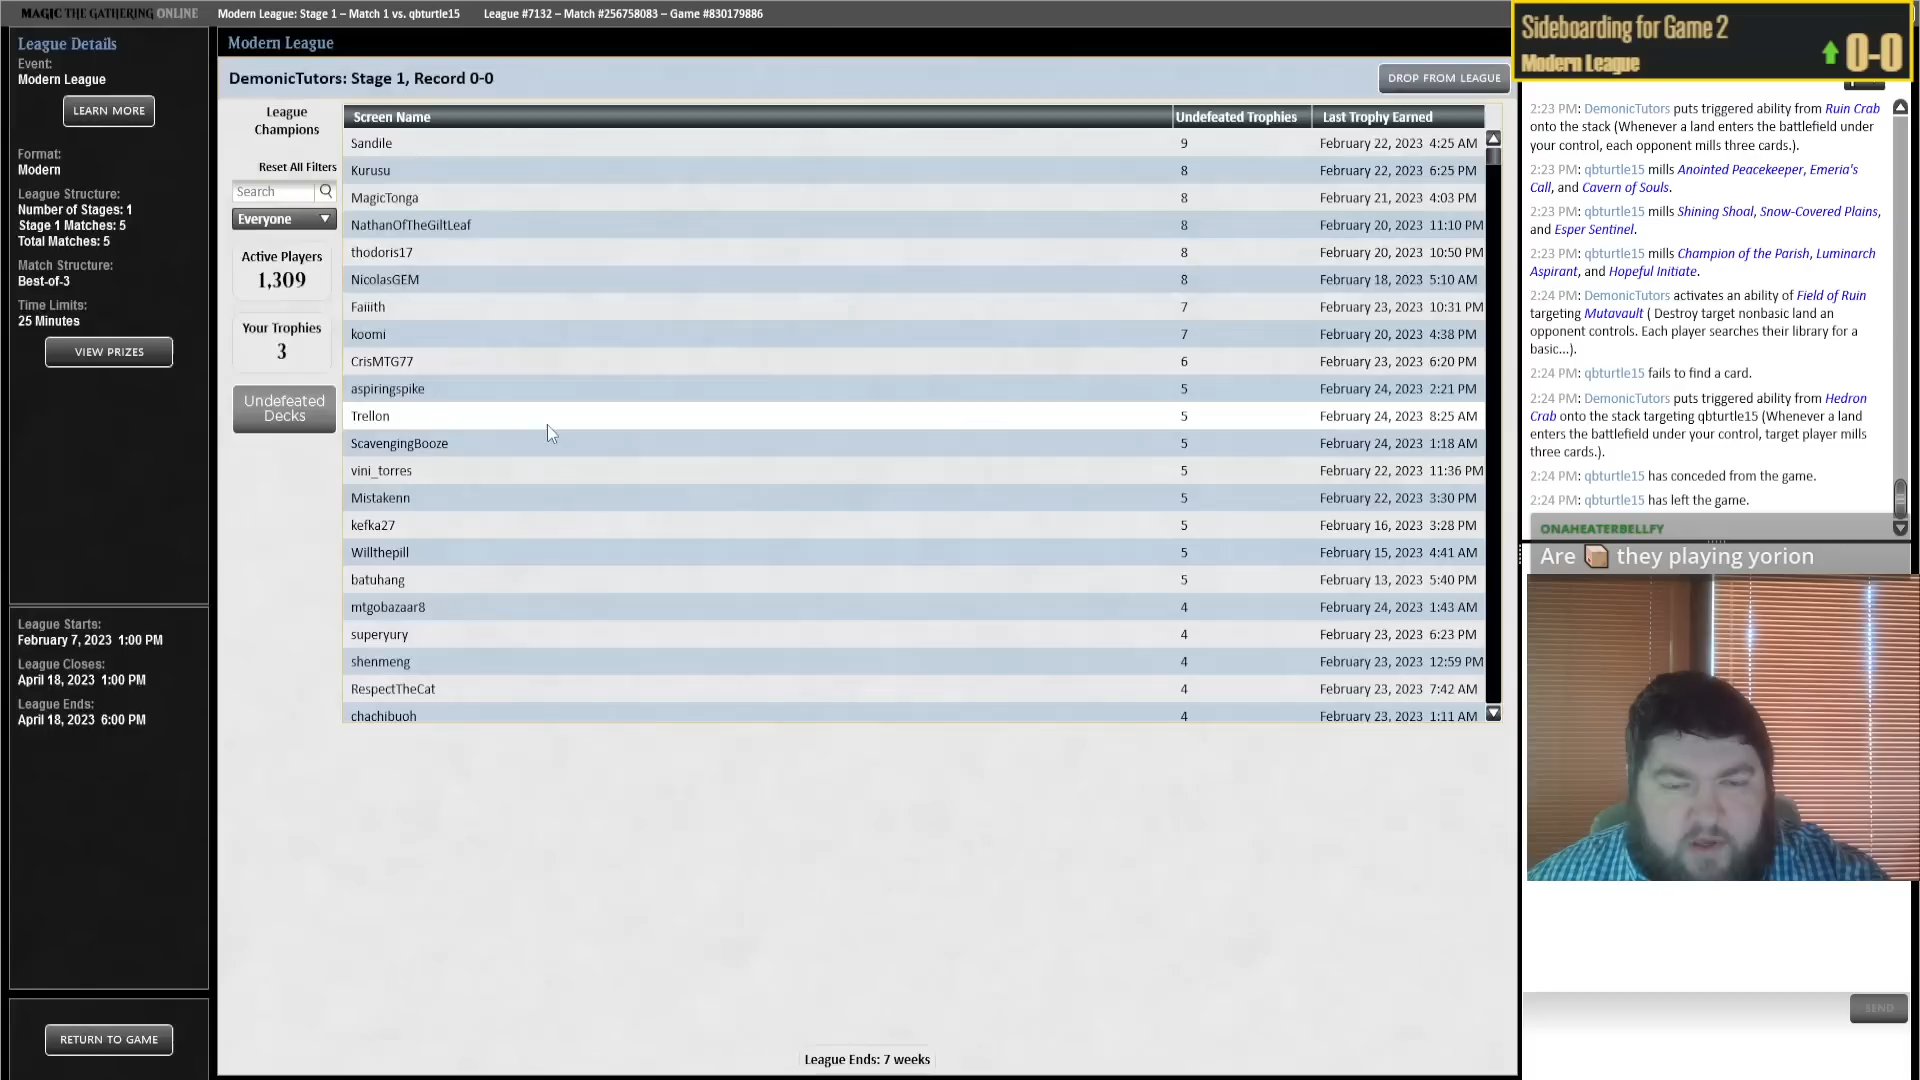 MAGIC THE GATHERING ONLINE
Modern League: Stage 1 – Match 1 vs. qbturtle15
League #7132 – Match #256758083 – Game #830179886
League Details
Event:
Modern League
LEARN MORE
Format:
Modern
League Structure:
Number of Stages: 1
Stage 1 Matches: 5
Total Matches: 5
Match Structure:
Best-of-3
Time Limits:
25 Minutes
VIEW PRIZES
League Starts:
February 7, 2023 1:00 PM
League Closes:
April 18, 2023 1:00 PM
League Ends:
April 18, 2023 6:00 PM
RETURN TO GAME
Modern League
DemonicTutors: Stage 1, Record 0-0
DROP FROM LEAGUE
League
Champions
Reset All Filters
Search
Everyone
Active Players
1,309
Your Trophies
3
Undefeated
Decks
Screen Name Undefeated Trophies Last Trophy Earned
Sandile 9 February 22, 2023 4:25 AM
Kurusu 8 February 22, 2023 6:25 PM
MagicTonga 8 February 21, 2023 4:03 PM
NathanOfTheGiltLeaf 8 February 20, 2023 11:10 PM
thodoris17 8 February 20, 2023 10:50 PM
NicolasGEM 8 February 18, 2023 5:10 AM
Faiiith 7 February 23, 2023 10:31 PM
koomi 7 February 20, 2023 4:38 PM
CrisMTG77 6 February 23, 2023 6:20 PM
aspiringspike 5 February 24, 2023 2:21 PM
Trellon 5 February 24, 2023 8:25 AM
ScavengingBooze 5 February 24, 2023 1:18 AM
vini_torres 5 February 22, 2023 11:36 PM
Mistakenn 5 February 22, 2023 3:30 PM
kefka27 5 February 16, 2023 3:28 PM
Willthepill 5 February 15, 2023 4:41 AM
batuhang 5 February 13, 2023 5:40 PM
mtgobazaar8 4 February 24, 2023 1:43 AM
superyury 4 February 23, 2023 6:23 PM
shenmeng 4 February 23, 2023 12:59 PM
RespectTheCat 4 February 23, 2023 7:42 AM
chachibuoh 4 February 23, 2023 1:11 AM
League Ends: 7 weeks
Sideboarding for Game 2
Modern League
0-0
2:23 PM: DemonicTutors puts triggered ability from Ruin Crab
onto the stack (Whenever a land enters the battlefield under
your control, each opponent mills three cards.).
2:23 PM: qbturtle15 mills Anointed Peacekeeper, Emeria's
Call, and Cavern of Souls.
2:23 PM: qbturtle15 mills Shining Shoal, Snow-Covered Plains,
and Esper Sentinel.
2:23 PM: qbturtle15 mills Champion of the Parish, Luminarch
Aspirant, and Hopeful Initiate.
2:24 PM: DemonicTutors activates an ability of Field of Ruin
targeting Mutavault ( Destroy target nonbasic land an
opponent controls. Each player searches their library for a
basic...).
2:24 PM: qbturtle15 fails to find a card.
2:24 PM: DemonicTutors puts triggered ability from Hedron
Crab onto the stack targeting qbturtle15 (Whenever a land
enters the battlefield under your control, target player mills
three cards.).
2:24 PM: qbturtle15 has conceded from the game.
2:24 PM: qbturtle15 has left the game.
ONAHEATERBELLFY
Are they playing yorion
SEND